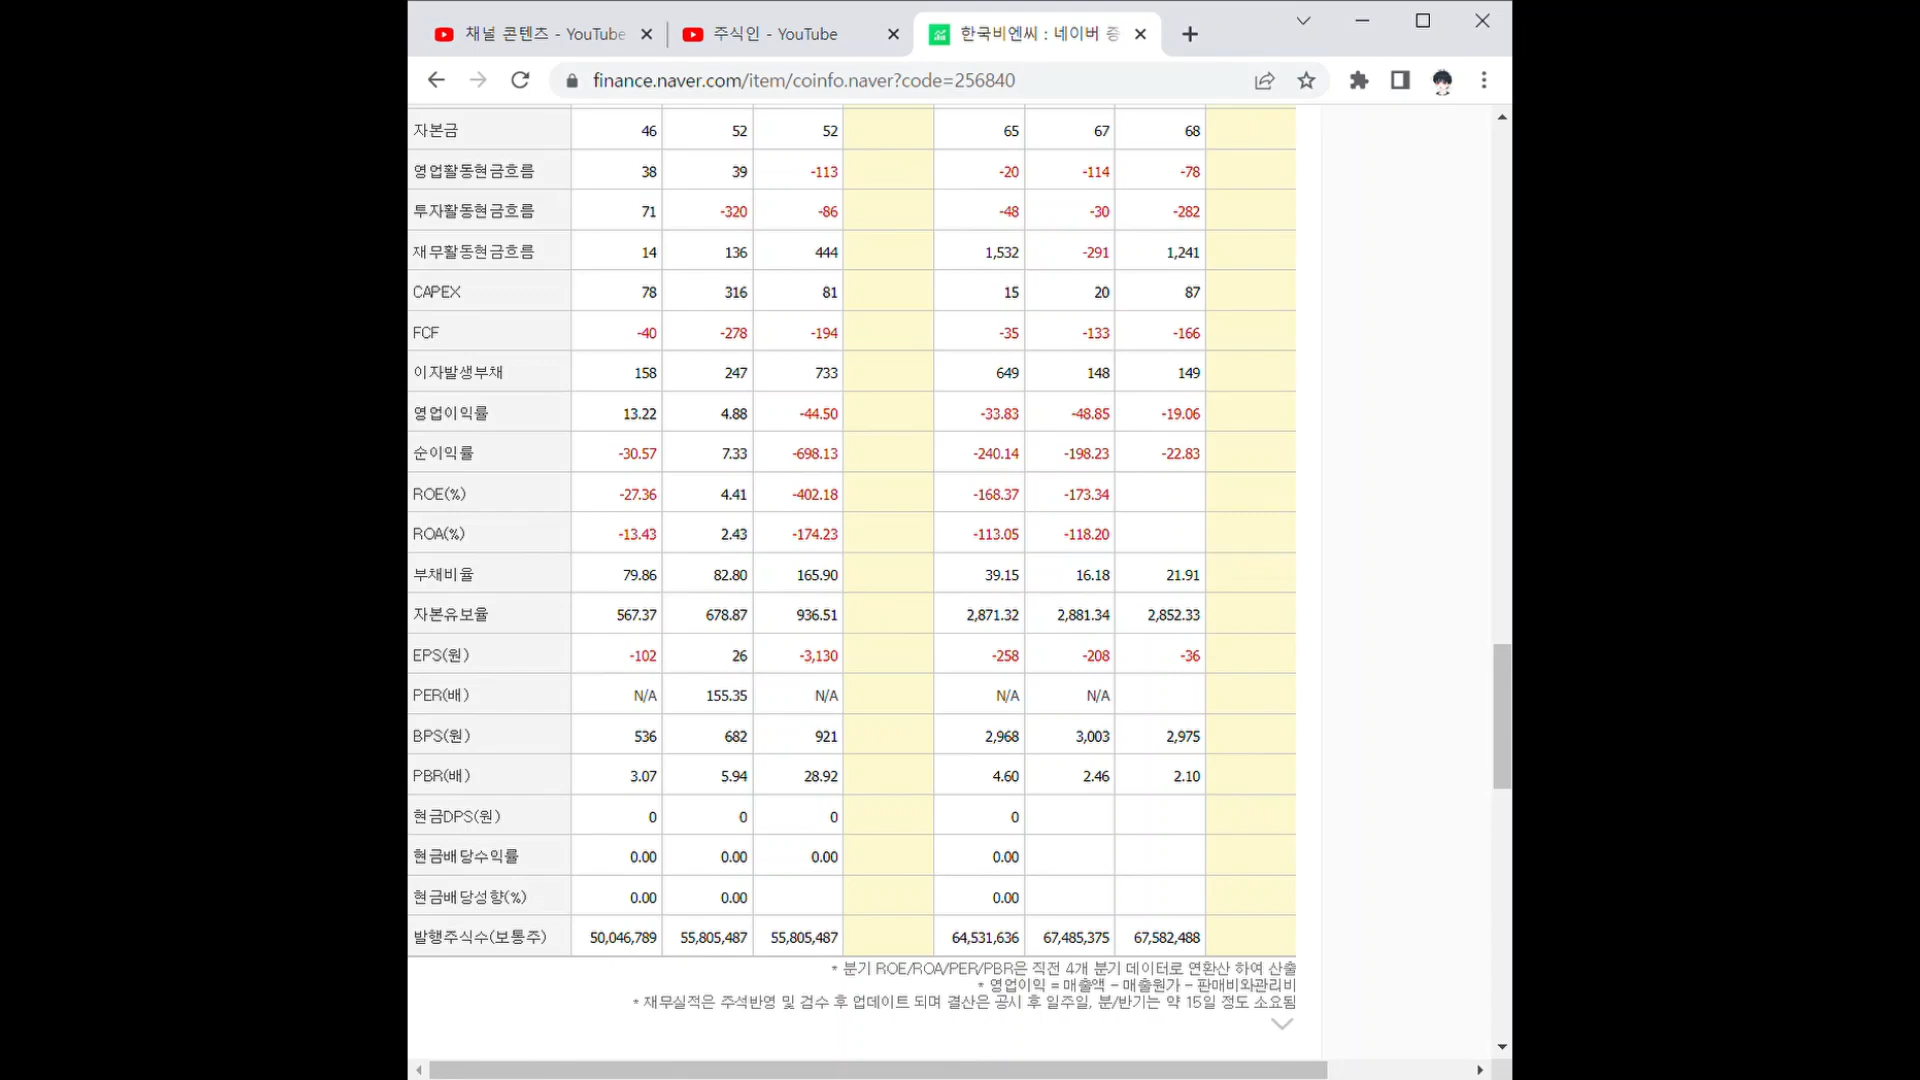 채널 콘텐츠 - YouTube
주식인 - YouTube
한국비엔씨 : 네이버 증
finance.naver.com/item/coinfo.naver?code=256840
자본금 46 52 52 65 67 68
영업활동현금흐름 38 39 -113 -20 -114 -78
투자활동현금흐름 71 -320 -86 -48 -30 -282
재무활동현금흐름 14 136 444 1,532 -291 1,241
CAPEX 78 316 81 15 20 87
FCF -40 -278 -194 -35 -133 -166
이자발생부채 158 247 733 649 148 149
영업이익률 13.22 4.88 -44.50 -33.83 -48.85 -19.06
순이익률 -30.57 7.33 -698.13 -240.14 -198.23 -22.83
ROE(%) -27.36 4.41 -402.18 -168.37 -173.34
ROA(%) -13.43 2.43 -174.23 -113.05 -118.20
부채비율 79.86 82.80 165.90 39.15 16.18 21.91
자본유보율 567.37 678.87 936.51 2,871.32 2,881.34 2,852.33
EPS(원) -102 26 -3,130 -258 -208 -36
PER(배) N/A 155.35 N/A N/A N/A
BPS(원) 536 682 921 2,968 3,003 2,975
PBR(배) 3.07 5.94 28.92 4.60 2.46 2.10
현금DPS(원) 0 0 0 0
현금배당수익률 0.00 0.00 0.00 0.00
현금배당성향(%) 0.00 0.00 0.00
발행주식수(보통주) 50,046,789 55,805,487 55,805,487 64,531,636 67,485,375 67,582,488
* 분기 ROE/ROA/PER/PBR은 직전 4개 분기 데이터로 연환산 하여 산출
* 영업이익 = 매출액 - 매출원가 - 판매비와관리비
* 재무실적은 주석반영 및 검수 후 업데이트 되며 결산은 공시 후 일주일, 분/반기는 약 15일 정도 소요됨